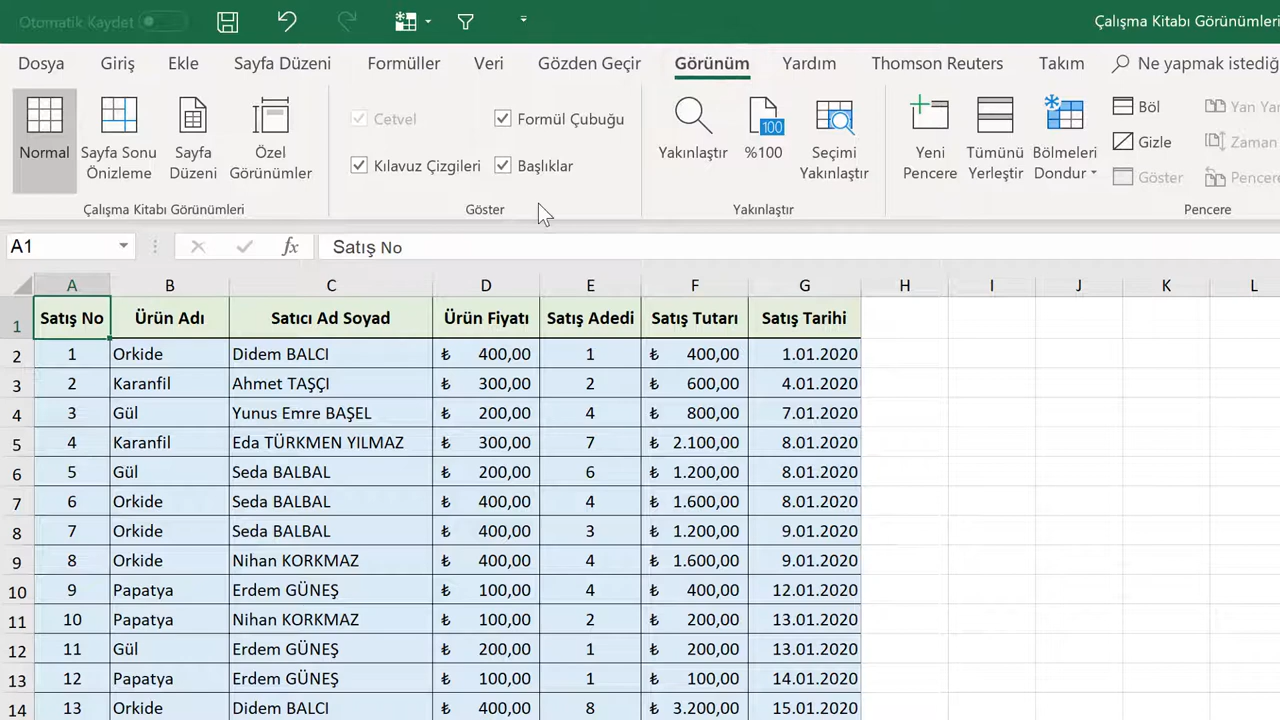 Otomatik Kaydet
Çalışma Kitabı Görünümleri
Dosya Giriş Ekle Sayfa Düzeni Formüller Veri Gözden Geçir Görünüm Yardım Thomson Reuters Takım Ne yapmak istediğ
Normal
Sayfa Sonu Önizleme
Sayfa Düzeni
Özel Görünümler
Çalışma Kitabı Görünümleri
Cetvel
Formül Çubuğu
Kılavuz Çizgileri
Başlıklar
Göster
Yakınlaştır
100
%100
Seçimi Yakınlaştır
Yakınlaştır
Yeni Pencere
Tümünü Yerleştir
Bölmeleri Dondur
Böl
Gizle
Göster
Yan Yan
Zaman
Pencere
Pencere
A1 fx Satış No
A B C D E F G H I J K L
1 Satış No Ürün Adı Satıcı Ad Soyad Ürün Fiyatı Satış Adedi Satış Tutarı Satış Tarihi
2 1 Orkide Didem BALCI ₺ 400,00 1 ₺ 400,00 1.01.2020
3 2 Karanfil Ahmet TAŞÇI ₺ 300,00 2 ₺ 600,00 4.01.2020
4 3 Gül Yunus Emre BAŞEL ₺ 200,00 4 ₺ 800,00 7.01.2020
5 4 Karanfil Eda TÜRKMEN YILMAZ ₺ 300,00 7 ₺ 2.100,00 8.01.2020
6 5 Gül Seda BALBAL ₺ 200,00 6 ₺ 1.200,00 8.01.2020
7 6 Orkide Seda BALBAL ₺ 400,00 4 ₺ 1.600,00 8.01.2020
8 7 Orkide Seda BALBAL ₺ 400,00 3 ₺ 1.200,00 9.01.2020
9 8 Orkide Nihan KORKMAZ ₺ 400,00 4 ₺ 1.600,00 9.01.2020
10 9 Papatya Erdem GÜNEŞ ₺ 100,00 4 ₺ 400,00 12.01.2020
11 10 Papatya Nihan KORKMAZ ₺ 100,00 2 ₺ 200,00 13.01.2020
12 11 Gül Erdem GÜNEŞ ₺ 200,00 1 ₺ 200,00 13.01.2020
13 12 Papatya Erdem GÜNEŞ ₺ 100,00 1 ₺ 100,00 14.01.2020
14 13 Orkide Didem BALCI ₺ 400,00 8 ₺ 3.200,00 15.01.2020